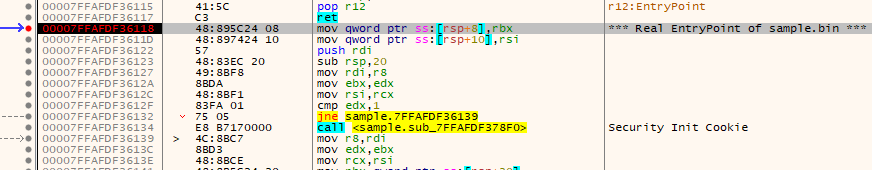 00007FFAFDF36115 41:5C pop r12 r12:EntryPoint
00007FFAFDF36117 C3 ret
00007FFAFDF36118 48:895C24 08 mov qword ptr ss:[rsp+8],rbx *** Real EntryPoint of sample.bin ***
00007FFAFDF3611D 48:897424 10 mov qword ptr ss:[rsp+10],rsi
00007FFAFDF36122 57 push rdi
00007FFAFDF36123 48:83EC 20 sub rsp,20
00007FFAFDF36127 49:8BF8 mov rdi,r8
00007FFAFDF3612A 8BDA mov ebx,edx
00007FFAFDF3612C 48:8BF1 mov rsi,rcx
00007FFAFDF3612F 83FA 01 cmp edx,1
00007FFAFDF36132 75 05 jne sample.7FFAFDF36139
00007FFAFDF36134 E8 B7170000 call <sample.sub_7FFAFDF378F0> Security Init Cookie
00007FFAFDF36139 > 4C:8BC7 mov r8,rdi
00007FFAFDF3613C 8BD3 mov edx,ebx
00007FFAFDF3613E 48:8BCE mov rcx,rsi